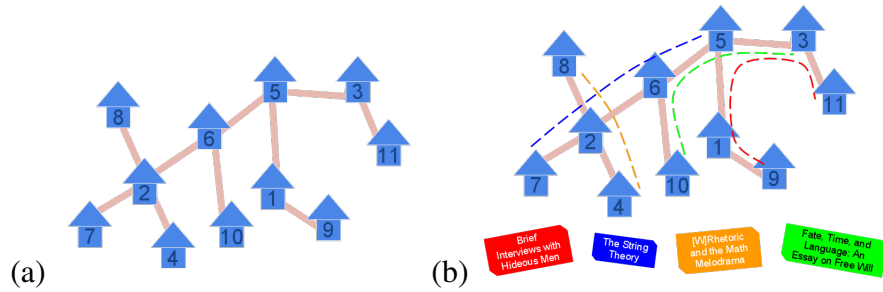 8
5
3
6
11
2
7
4
10
1
9
(a)
5
3
8
6
11
2
1
7
4
10
9
(b)
Brief
Interviews with
Hideous Men
The String
Theory
[W]Rhetoric
and the Math
Melodrama
Fate, Time, and
Language: An
Essay on Free Will